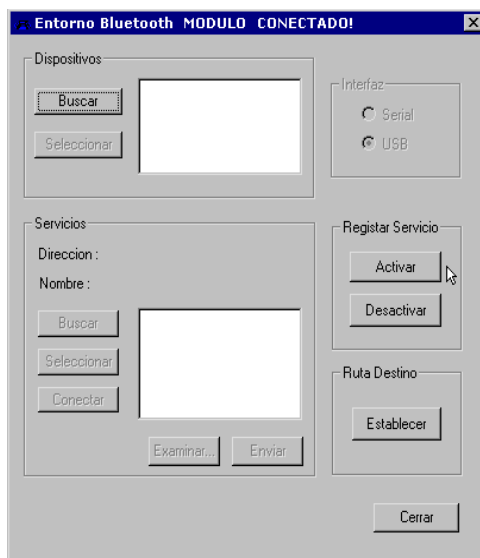 Entorno Bluetooth MODULO CONECTADO!
Dispositivos
Buscar
Seleccionar
Interfaz
Serial
USB
Servicios
Direccion :
Nombre :
Buscar
Seleccionar
Conectar
Examinar...
Enviar
Registar Servicio
Activar
Desactivar
Ruta Destino
Establecer
Cerrar